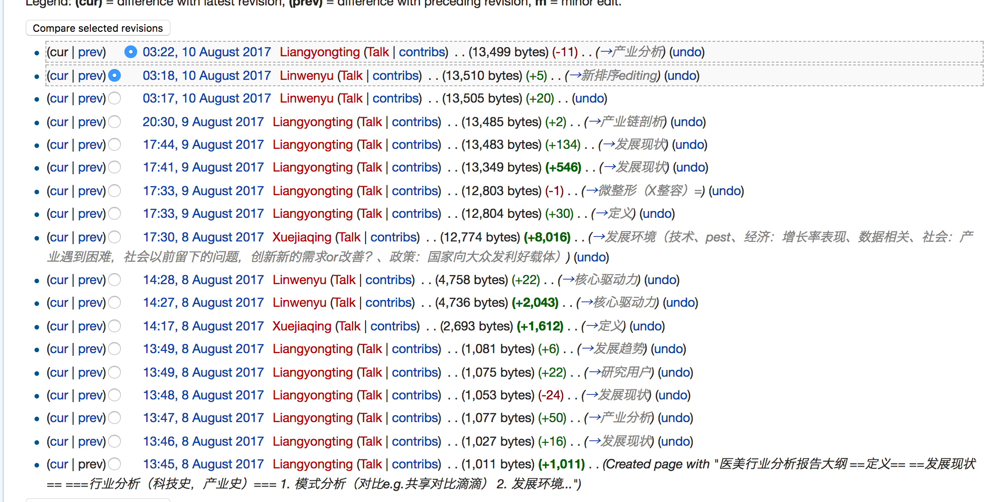 Legend: (cur) = difference with latest revision, (prev) = difference with preceding revision, m = minor edit.
Compare selected revisions
(cur | prev) 03:22, 10 August 2017 Liangyongting (Talk | contribs) . . (13,499 bytes) (-11) . . (→产业分析) (undo)
(cur | prev) 03:18, 10 August 2017 Linwenyu (Talk | contribs) . . (13,510 bytes) (+5) . . (→新排序editing) (undo)
(cur | prev) 03:17, 10 August 2017 Linwenyu (Talk | contribs) . . (13,505 bytes) (+20) . . (undo)
(cur | prev) 20:30, 9 August 2017 Liangyongting (Talk | contribs) . . (13,485 bytes) (+2) . . (→产业链剖析) (undo)
(cur | prev) 17:44, 9 August 2017 Liangyongting (Talk | contribs) . . (13,483 bytes) (+134) . . (→发展现状) (undo)
(cur | prev) 17:41, 9 August 2017 Liangyongting (Talk | contribs) . . (13,349 bytes) (+546) . . (→发展现状) (undo)
(cur | prev) 17:33, 9 August 2017 Liangyongting (Talk | contribs) . . (12,803 bytes) (-1) . . (→微整形（X整容）=) (undo)
(cur | prev) 17:33, 9 August 2017 Liangyongting (Talk | contribs) . . (12,804 bytes) (+30) . . (→定义) (undo)
(cur | prev) 17:30, 8 August 2017 Xuejiaqing (Talk | contribs) . . (12,774 bytes) (+8,016) . . (→发展环境（技术、pest、经济：增长率表现、数据相关、社会：产
业遇到困难，社会以前留下的问题，创新新的需求or改善？、政策：国家向大众发利好载体）) (undo)
(cur | prev) 14:28, 8 August 2017 Linwenyu (Talk | contribs) . . (4,758 bytes) (+22) . . (→核心驱动力) (undo)
(cur | prev) 14:27, 8 August 2017 Linwenyu (Talk | contribs) . . (4,736 bytes) (+2,043) . . (→核心驱动力) (undo)
(cur | prev) 14:17, 8 August 2017 Xuejiaqing (Talk | contribs) . . (2,693 bytes) (+1,612) . . (→定义) (undo)
(cur | prev) 13:49, 8 August 2017 Liangyongting (Talk | contribs) . . (1,081 bytes) (+6) . . (→发展趋势) (undo)
(cur | prev) 13:49, 8 August 2017 Liangyongting (Talk | contribs) . . (1,075 bytes) (+22) . . (→研究用户) (undo)
(cur | prev) 13:48, 8 August 2017 Liangyongting (Talk | contribs) . . (1,053 bytes) (-24) . . (→发展现状) (undo)
(cur | prev) 13:47, 8 August 2017 Liangyongting (Talk | contribs) . . (1,077 bytes) (+50) . . (→产业分析) (undo)
(cur | prev) 13:46, 8 August 2017 Liangyongting (Talk | contribs) . . (1,027 bytes) (+16) . . (→发展现状) (undo)
(cur | prev) 13:45, 8 August 2017 Liangyongting (Talk | contribs) . . (1,011 bytes) (+1,011) . . (Created page with "医美行业分析报告大纲 ==定义== ==发展现状
== ===行业分析（科技史，产业史）=== 1. 模式分析（对比e.g.共享对比滴滴） 2. 发展环境...")